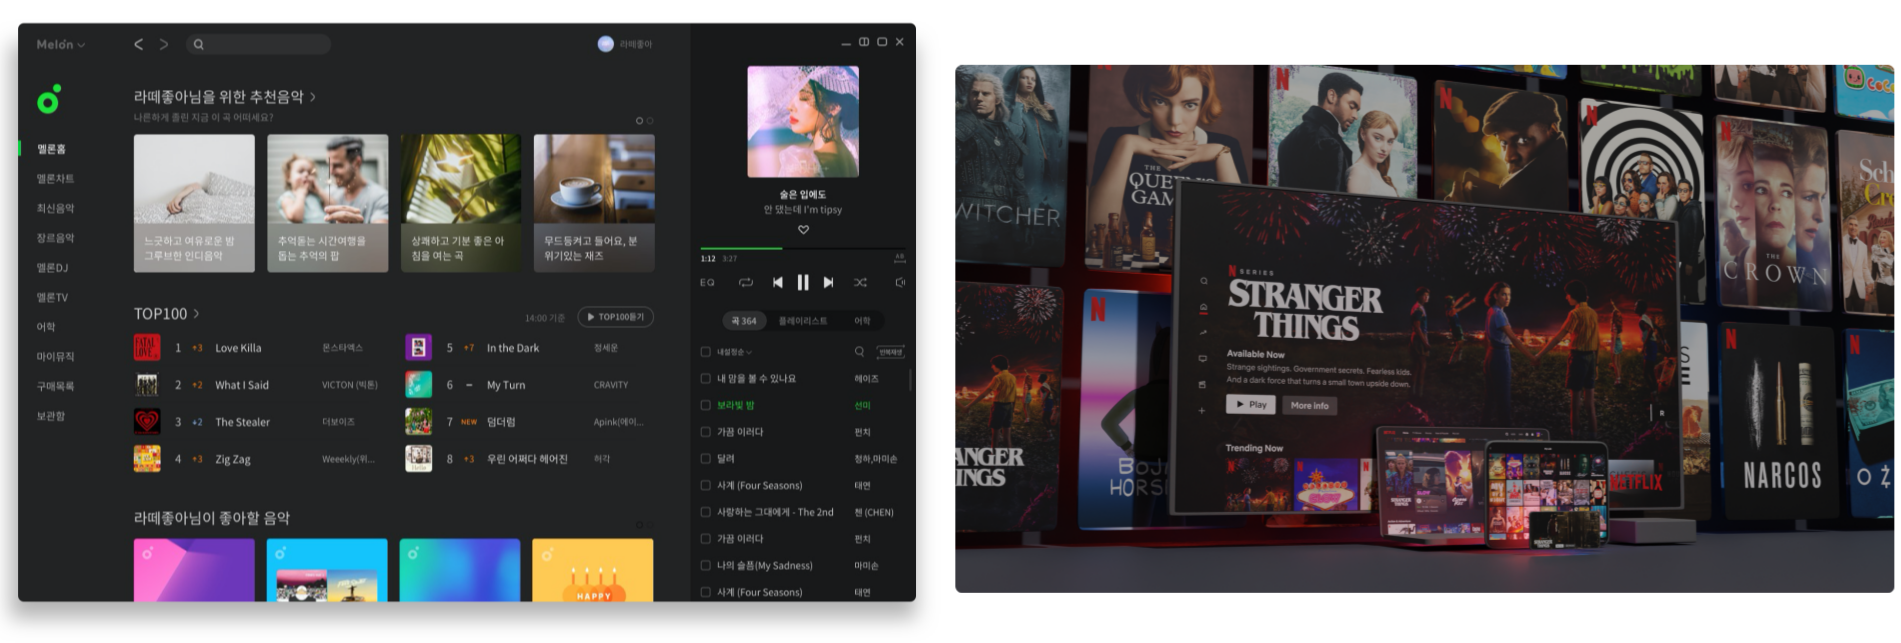 Melon
라떼좋아
라떼좋아님을 위한 추천음악
나른하게 졸린 지금 이 곡 어떠세요?
멜론홈
멜론차트
최신음악
장르음악
멜론DJ
멜론TV
어학
마이뮤직
구매목록
보관함
느긋하고 여유로운 밤
그루브한 인디음악
추억돋는 시간여행을
돕는 추억의 팝
상쾌하고 기분 좋은 아
침을 여는 곡
무드등켜고 들어요, 분
위기있는 재즈
TOP100
14:00 기준
TOP100듣기
1 +3 Love Killa 몬스타엑스
2 +2 What I Said VICTON (빅톤)
3 +2 The Stealer 더보이즈
4 +3 Zig Zag Weeekly(위...
5 +7 In the Dark 정세운
6 – My Turn CRAVITY
7 NEW 덤더럼 Apink(에이...
8 +3 우린 어쩌다 헤어진 허각
라떼좋아님이 좋아할 음악
HAPPY
술은 입에도
안 댔는데 I'm tipsy
1:12 3:27
AB
EQ
곡 364 플레이리스트 어학
내설정순
반복재생
내 맘을 볼 수 있나요 헤이즈
보라빛 밤 선미
가끔 이러다 펀치
달려 청하,마미손
사계 (Four Seasons) 태연
사랑하는 그대에게 - The 2nd 첸 (CHEN)
가끔 이러다 펀치
나의 슬픔(My Sadness) 마미손
사계 (Four Seasons) 태연
FATAL
LOVE
WITCHER
THE
QUEEN'S
GAM
N SERIES
STRANGER
THINGS
Available Now
Strange sightings. Government secrets. Fearless kids.
And a dark force that turns a small town upside down.
Play
More Info
R
Trending Now
THE
CROWN
Sch
Cr
ANGER
INGS
BOJ
HORS
NETFLIX
NARCOS
OŻ